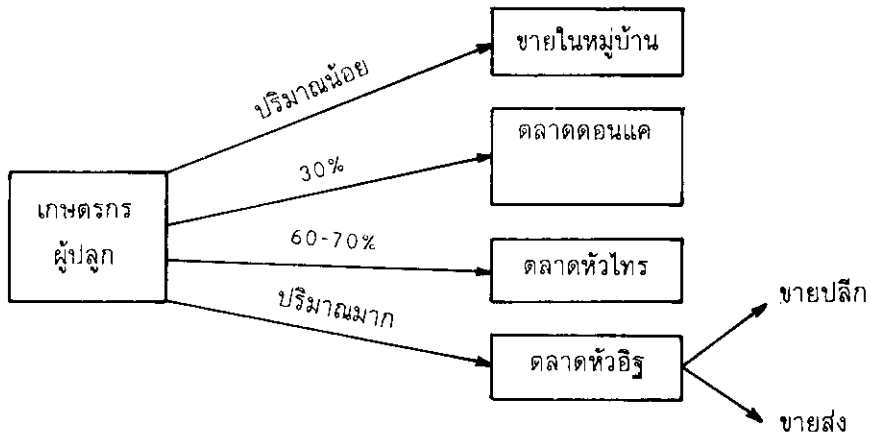 ขายในหมู่บ้าน
ปริมาณน้อย
ตลาดดอนแค
30%
เกษตรกร
ผู้ปลูก
60-70%
ตลาดหัวไทร
ปริมาณมาก
ขายปลีก
ตลาดหัวอิฐ
ขายส่ง